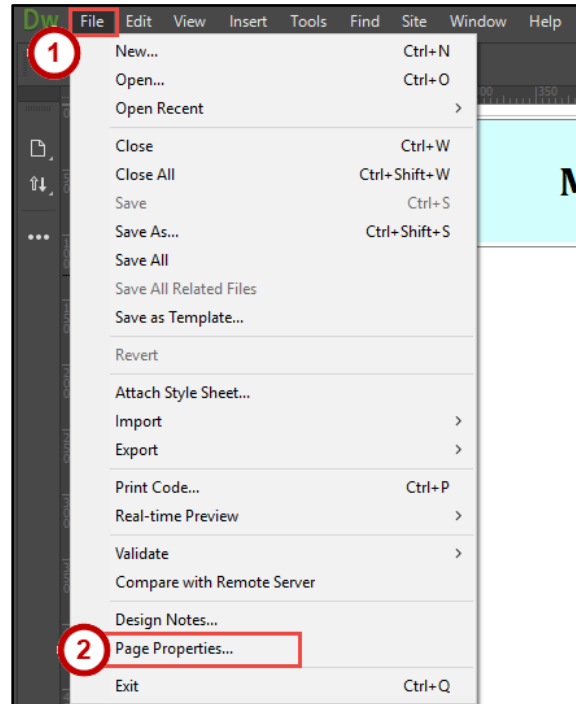 Dw File Edit View Insert Tools Find Site Window Help
1
New... Ctrl+N
Open... Ctrl+O
Open Recent
Close Ctrl+W
Close All Ctrl+Shift+W
Save Ctrl+S
Save As... Ctrl+Shift+S
Save All
Save All Related Files
Save as Template...
Revert
Attach Style Sheet...
Import
Export
Print Code... Ctrl+P
Real-time Preview
Validate
Compare with Remote Server
Design Notes...
2 Page Properties...
Exit Ctrl+Q
350